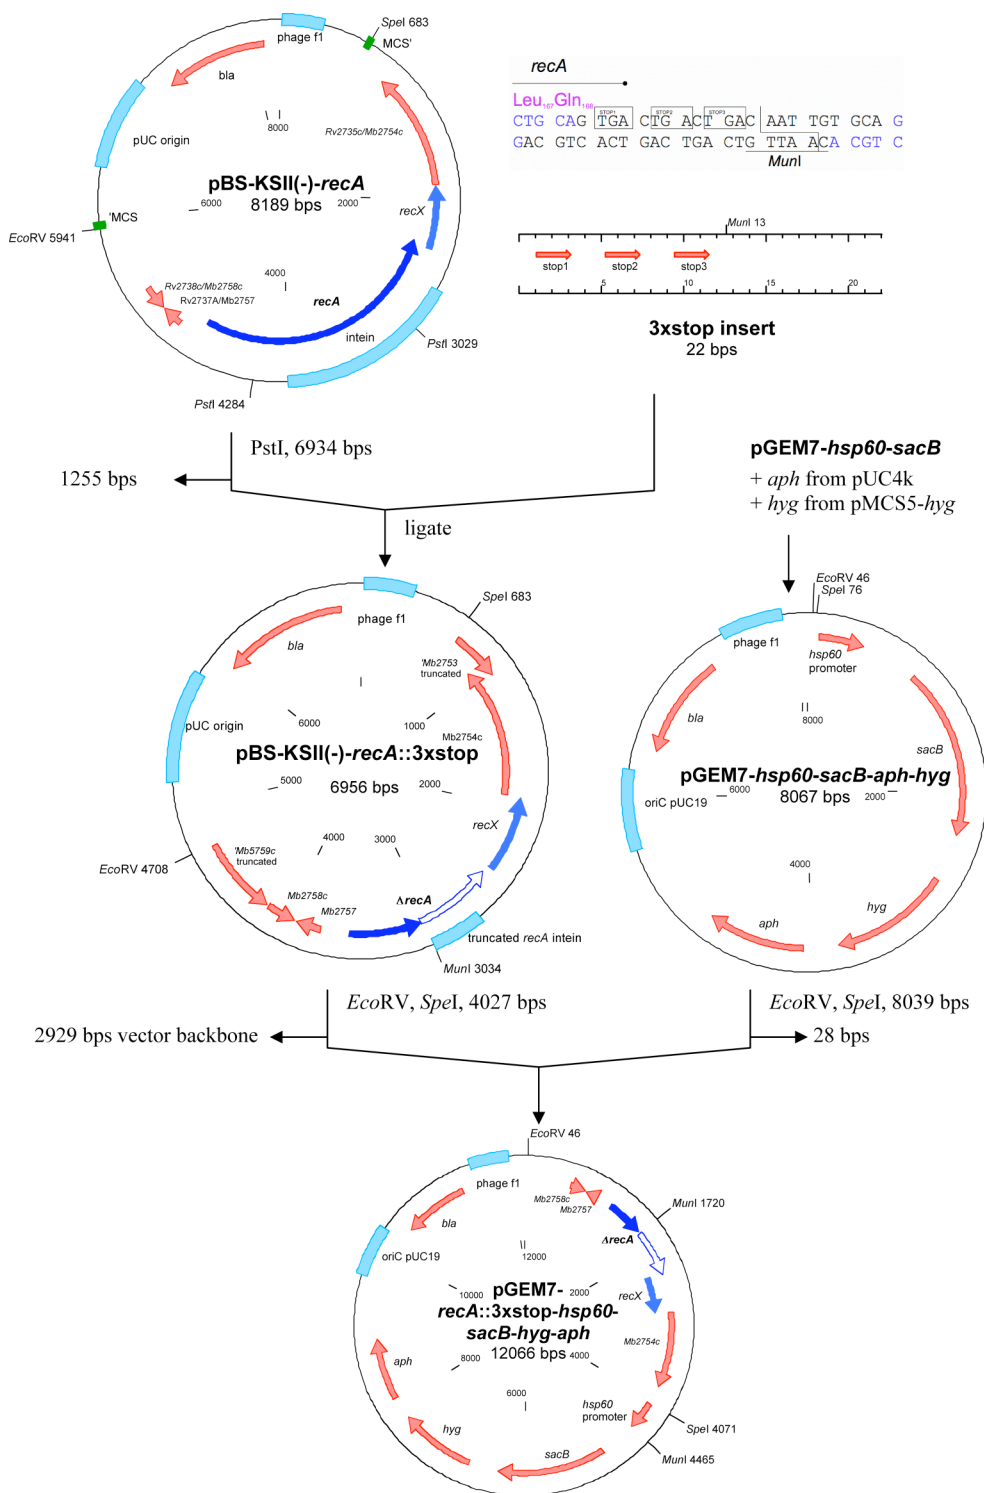 SpeI 683
phage f1
MCS'
bla
8000
Rv2735c/Mb2754c
pUC origin
pBS-KSII(-)-recA
8189 bps
6000
2000
recX
'MCS
EcoRV 5941
4000
Rv2738c/Mb2758c
Rv2737A/Mb2757
recA
intein
PstI 3029
PstI 4284
recA
Leu167Gln168
STOP1 STOP2 STOP3
CTG CAG TGA CTG ACT GAC AAT TGT GCA G
GAC GTC ACT GAC TGA CTG TTA ACA CGT C
MunI
MunI 13
stop1 stop2 stop3
5 10 15 20
3xstop insert
22 bps
PstI, 6934 bps
1255 bps
ligate
pGEM7-hsp60-sacB
+ aph from pUC4k
+ hyg from pMCS5-hyg
SpeI 683
phage f1
bla
'Mb2753
truncated
6000
1000
pUC origin
Mb2754c
pBS-KSII(-)-recA::3xstop
6956 bps
5000
2000
recX
4000
3000
EcoRV 4708
'Mb5759c
truncated
Mb2758c
Mb2757
ΔrecA
truncated recA intein
MunI 3034
EcoRV 46
SpeI 76
phage f1
hsp60
promoter
bla
8000
sacB
pGEM7-hsp60-sacB-aph-hyg
8067 bps
oriC pUC19
6000
2000
4000
hyg
aph
EcoRV, SpeI, 4027 bps
EcoRV, SpeI, 8039 bps
2929 bps vector backbone
28 bps
EcoRV 46
phage f1
Mb2758c
Mb2757
MunI 1720
bla
ΔrecA
oriC pUC19
12000
10000
2000
recX
pGEM7-
recA::3xstop-hsp60-
sacB-hyg-aph
12066 bps
Mb2754c
aph
8000
4000
6000
hsp60
promoter
hyg
sacB
SpeI 4071
MunI 4465